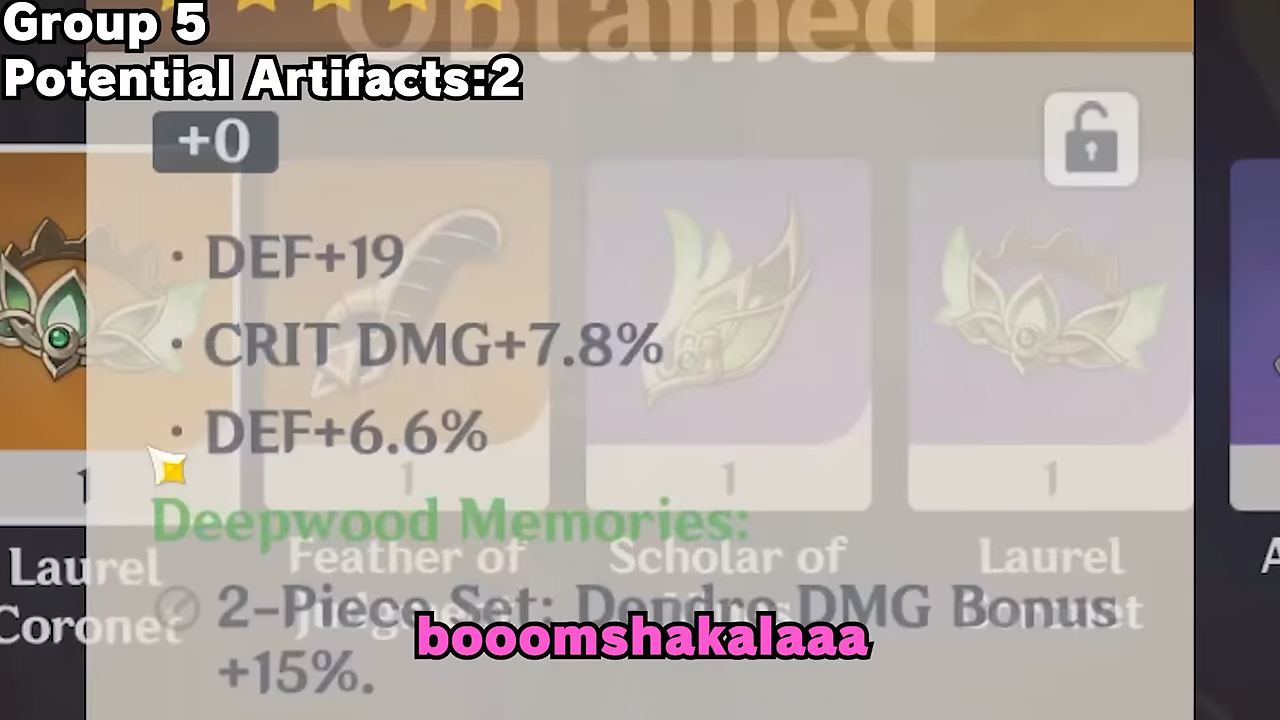 Group 5
Obtained
Potential Artifacts:2
+0
DEF+19
CRIT DMG+7.8%
DEF+6.6%
1
1
1
1
Deepwood Memories:
Laurel
Coronet
Feather of
Scholar of
Laurel
A
2-Piece Set: Dendro DMG Bonus
+15%.
booomshakalaaa